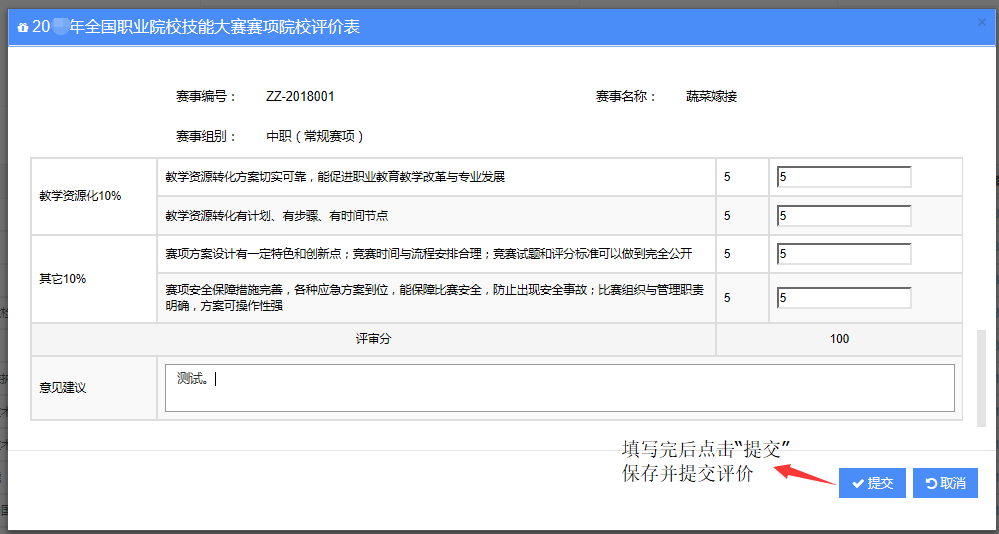 20 年全国职业院校技能大赛赛项院校评价表
赛事编号： ZZ-2018001 赛事名称： 蔬菜嫁接
赛事组别： 中职（常规赛项）
教学资源化10%
教学资源转化方案切实可靠，能促进职业教育教学改革与专业发展 5 5
教学资源转化有计划、有步骤、有时间节点 5 5
其它10%
赛项方案设计有一定特色和创新点；竞赛时间与流程安排合理；竞赛试题和评分标准可以做到完全公开 5 5
赛项安全保障措施完善，各种应急方案到位，能保障比赛安全，防止出现安全事故；比赛组织与管理职责
明确，方案可操作性强 5 5
评审分 100
意见建议 测试。
填写完后点击“提交”
保存并提交评价
提交 取消